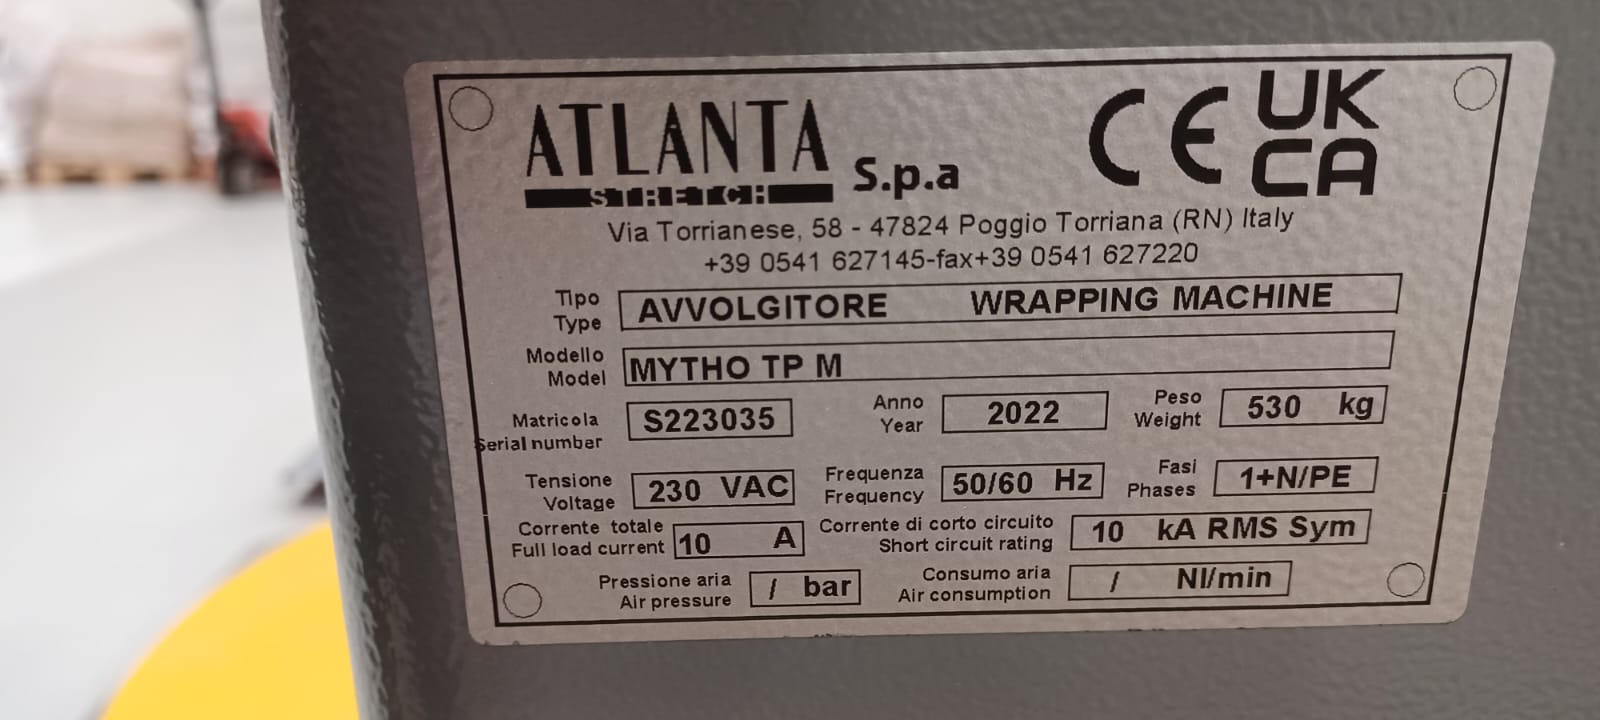 ATLANTA
STRETCH
S.p.a
CE UK
CA
Via Torrianese, 58 - 47824 Poggio Torriana (RN) Italy
+39 0541 627145-fax+39 0541 627220
Tipo
Type
AVVOLGITORE WRAPPING MACHINE
Modello
Model
MYTHO TP M
Matricola
Serial number
S223035
Anno
Year
2022
Peso
Weight
530 kg
Tensione
Voltage
230 VAC
Frequenza
Frequency
50/60 Hz
Fasi
Phases
1+N/PE
Corrente totale
Full load current
10 A
Corrente di corto circuito
Short circuit rating
10 kA RMS Sym
Pressione aria
Air pressure
/ bar
Consumo aria
Air consumption
/ Nl/min